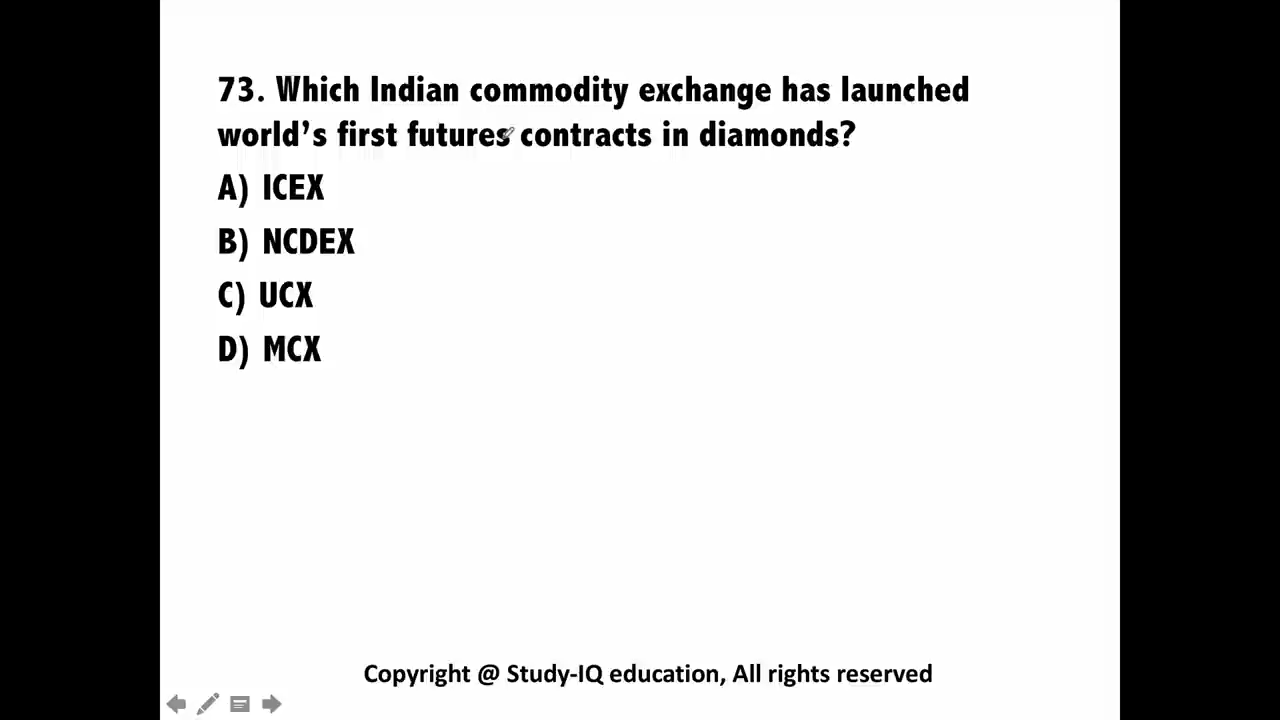 73. Which Indian commodity exchange has launched
world’s first futures contracts in diamonds?
A) ICEX
B) NCDEX
C) UCX
D) MCX
Copyright @ Study-IQ education, All rights reserved